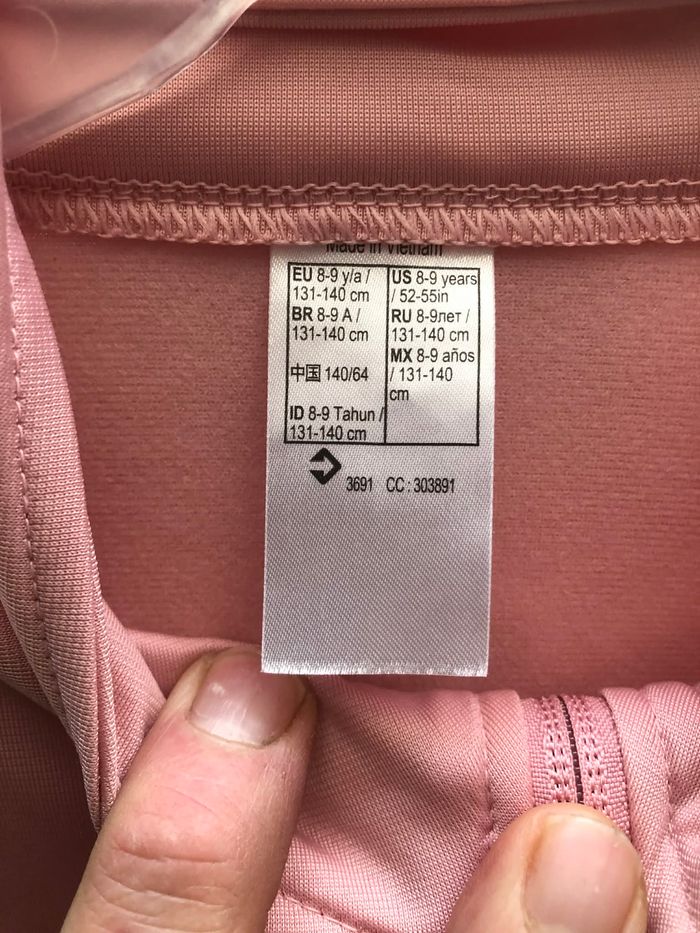 Made in Vietnam
EU 8-9 y/a /
131-140 cm
BR 8-9 A /
131-140 cm
中国 140/64
ID 8-9 Tahun /
131-140 cm
US 8-9 years
/ 52-55in
RU 8-9лет /
131-140 cm
MX 8-9 años
/ 131-140
cm
3691 CC : 303891